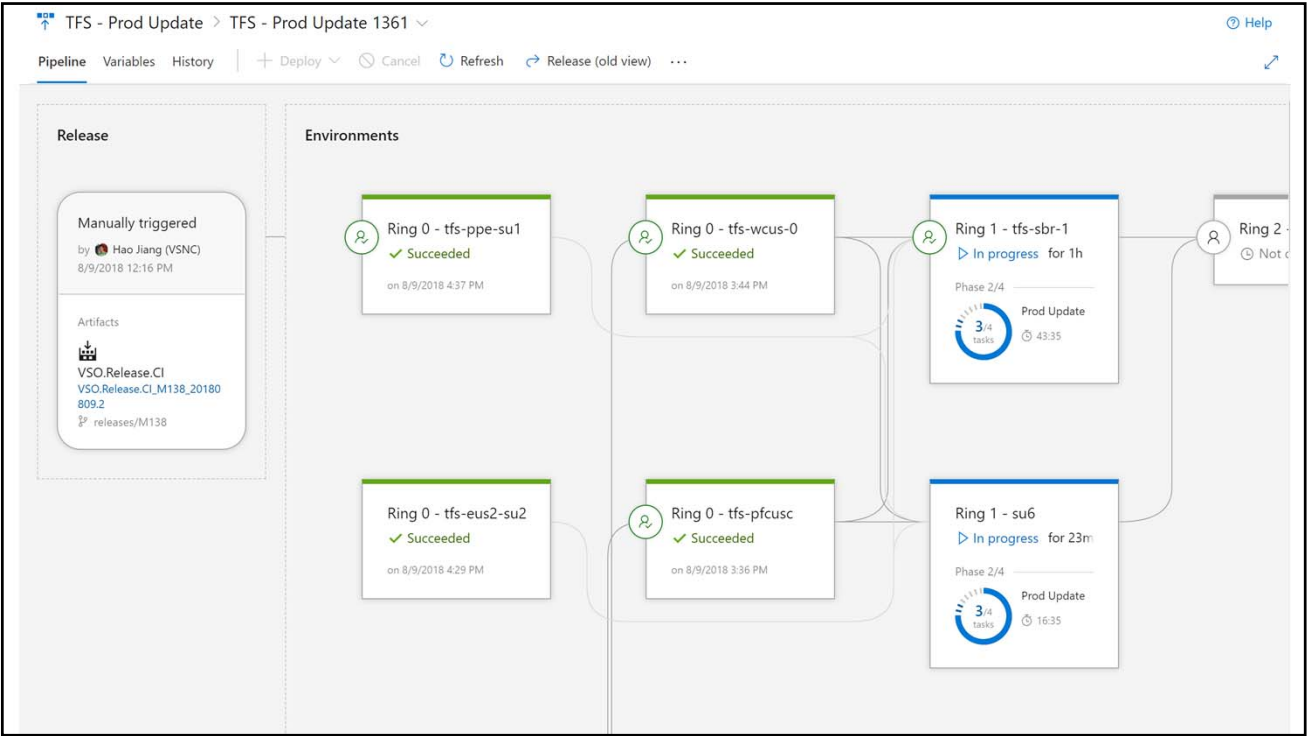 TFS - Prod Update > TFS - Prod Update 1361
Help
Pipeline Variables History + Deploy Cancel Refresh Release (old view) ...
Release
Environments
Manually triggered
by Hao Jiang (VSNC)
8/9/2018 12:16 PM
Artifacts
VSO.Release.CI
VSO.Release.CI_M138_20180
809.2
releases/M138
Ring 0 - tfs-ppe-su1
Succeeded
on 8/9/2018 4:37 PM
Ring 0 - tfs-wcus-0
Succeeded
on 8/9/2018 3:44 PM
Ring 1 - tfs-sbr-1
In progress for 1h
Phase 2/4
3/4
tasks
Prod Update
43:35
Ring 2 -
Not
Ring 0 - tfs-eus2-su2
Succeeded
on 8/9/2018 4:29 PM
Ring 0 - tfs-pfcusc
Succeeded
on 8/9/2018 3:36 PM
Ring 1 - su6
In progress for 23m
Phase 2/4
3/4
tasks
Prod Update
16:35